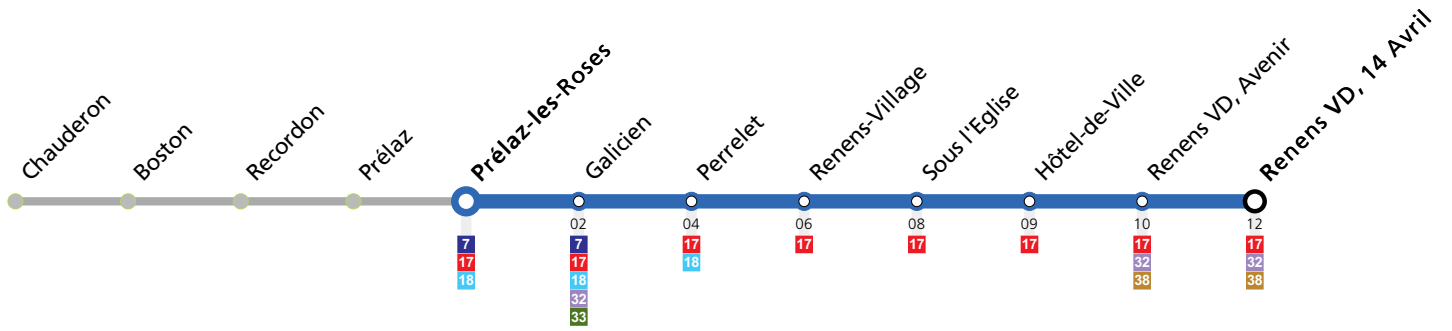 Chauderon
Boston
Recordon
Prélaz
Prélaz-les-Roses
Galicien
Perrelet
Renens-Village
Sous l'Eglise
Hôtel-de-Ville
Renens VD, Avenir
Renens VD, 14 Avril
02 04 06 08 09 10 12
7 7 17 17 17 17 17 17
17 17 18 32 32
18 18 38 38
32
33